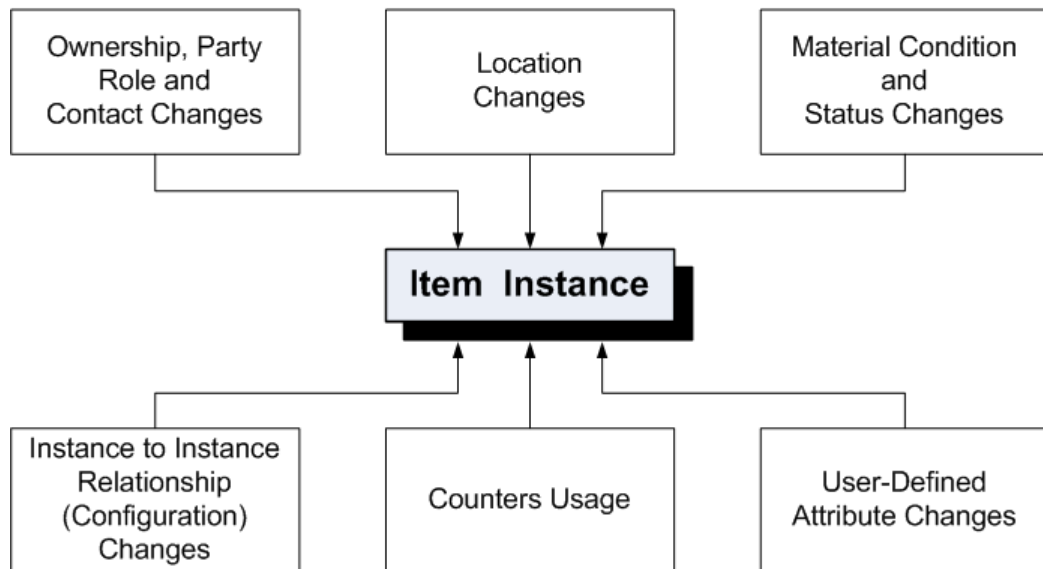 Ownership, Party
Role and
Contact Changes
Location
Changes
Material Condition
and
Status Changes
Item Instance
Instance to Instance
Relationship
(Configuration)
Changes
Counters Usage
User-Defined
Attribute Changes